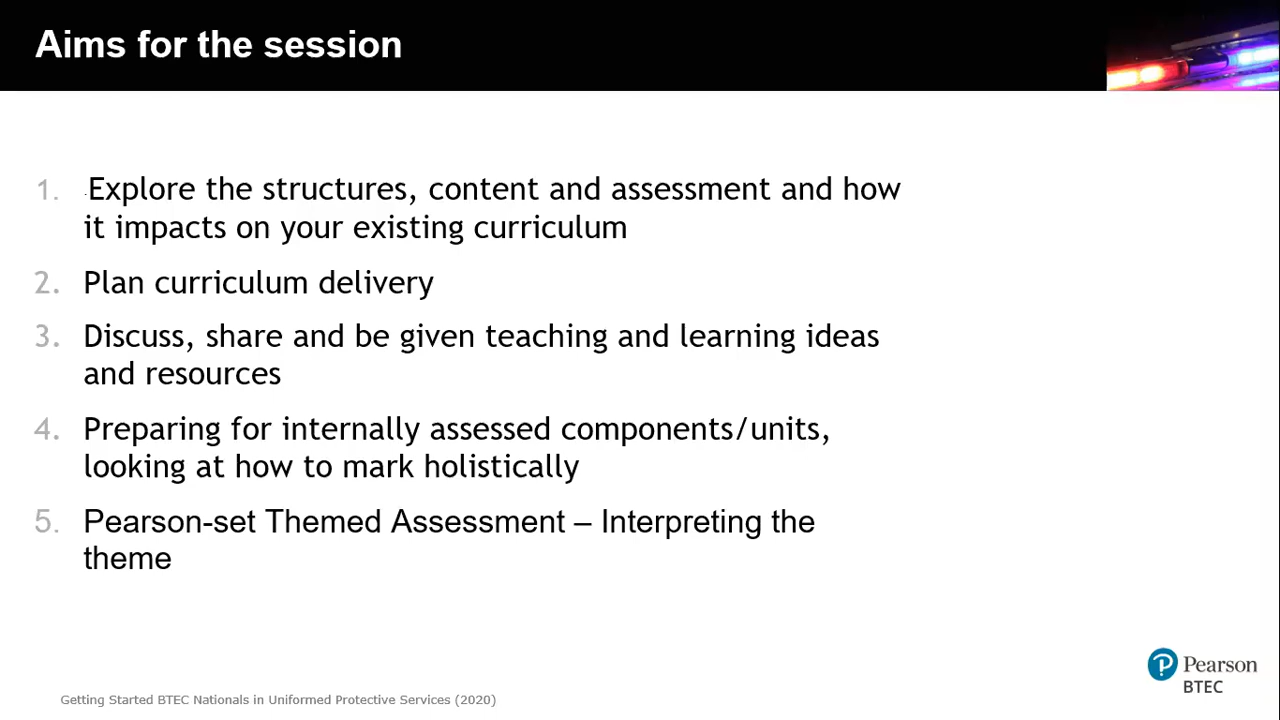 Aims for the session
1. Explore the structures, content and assessment and how
it impacts on your existing curriculum
2. Plan curriculum delivery
3. Discuss, share and be given teaching and learning ideas
and resources
4. Preparing for internally assessed components/units,
looking at how to mark holistically
5. Pearson-set Themed Assessment – Interpreting the
theme
Pearson
BTEC
Getting Started BTEC Nationals in Uniformed Protective Services (2020)